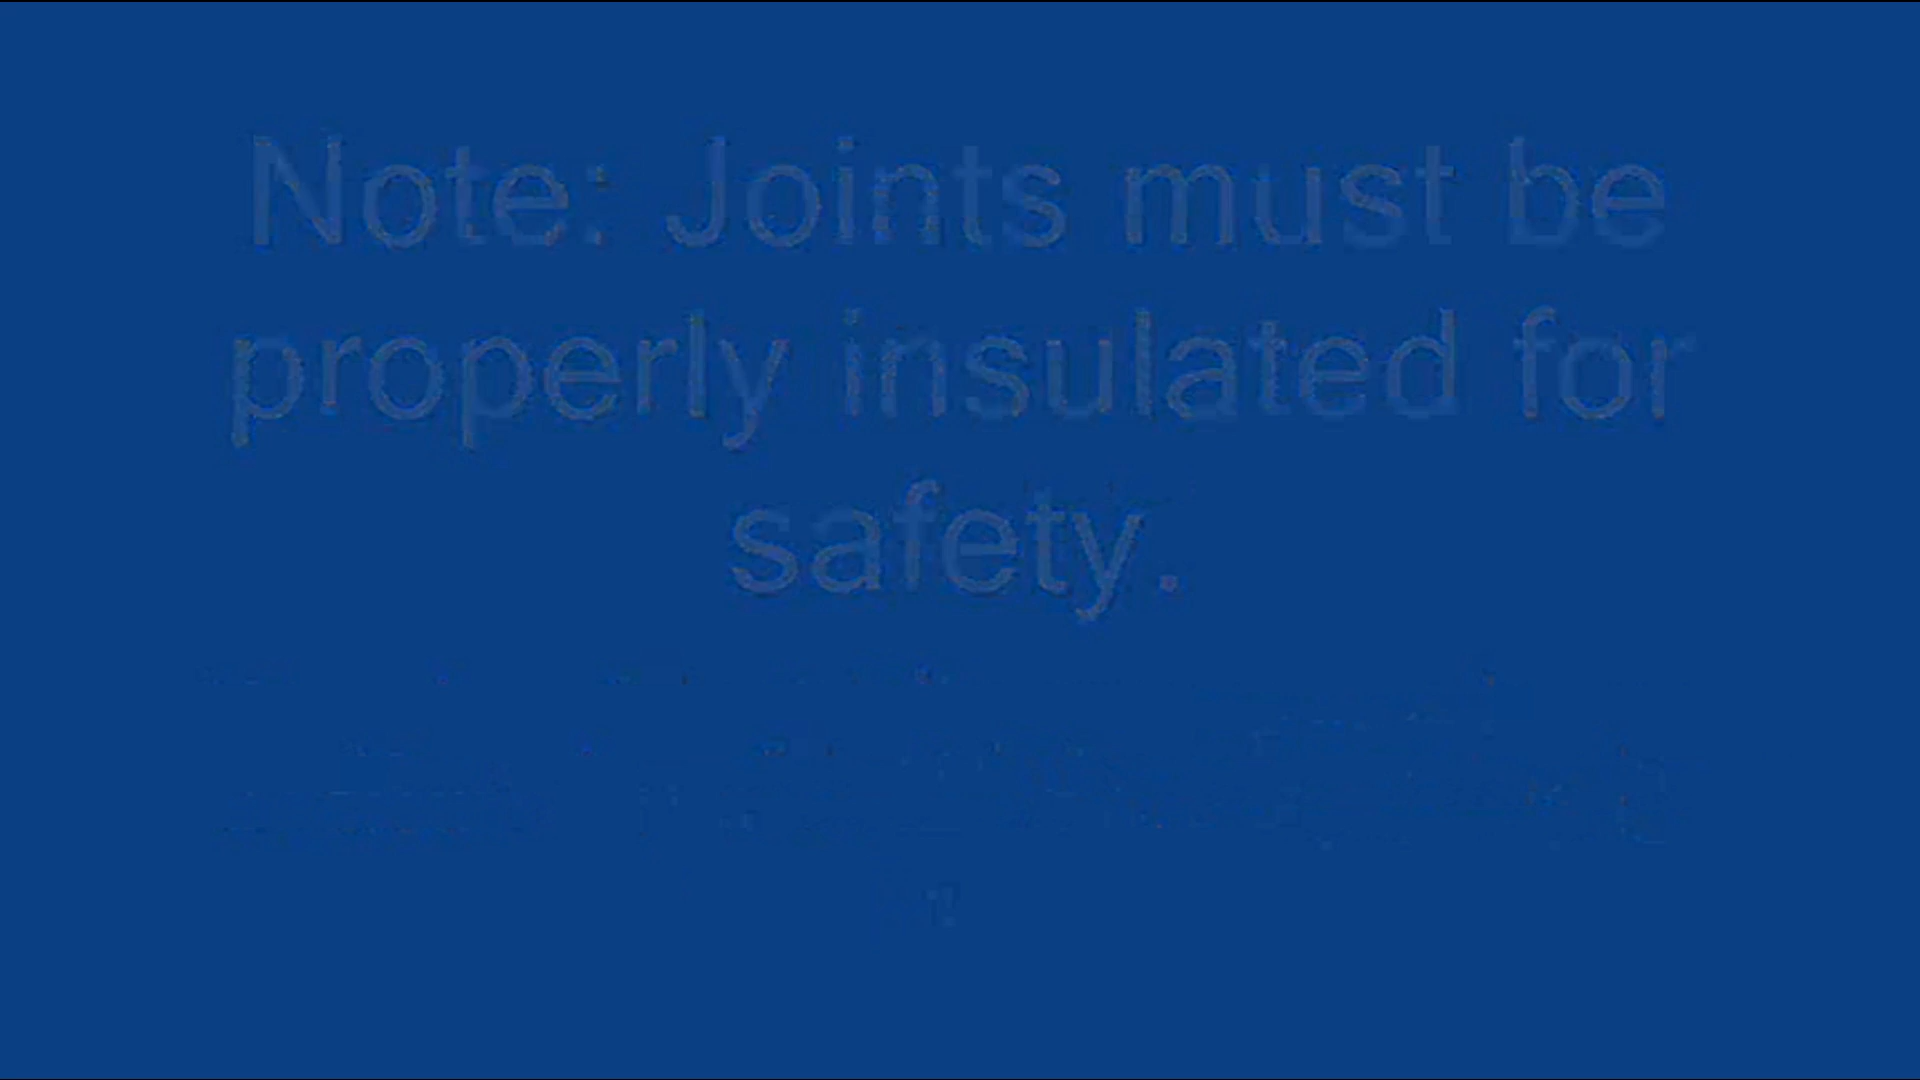 Note: Joints must be
properly insulated for
safety.